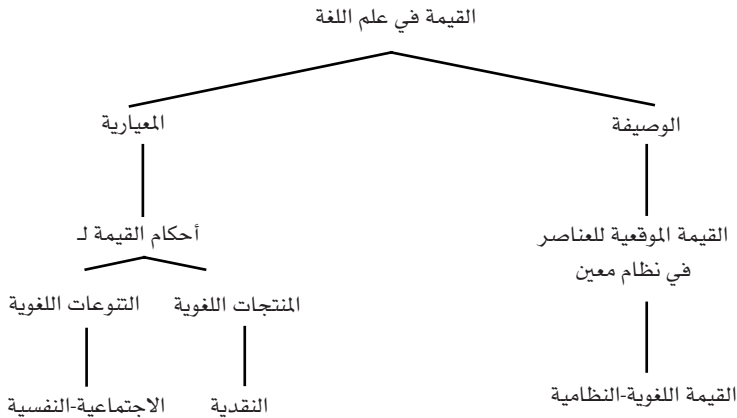 القيمة في علم اللغة
الوصيفة
المعيارية
القيمة الموقعية للعناصر
في نظام معين
أحكام القيمة لـ
المنتجات اللغوية
التنوعات اللغوية
القيمة اللغوية-النظامية
النقدية
الاجتماعية-النفسية